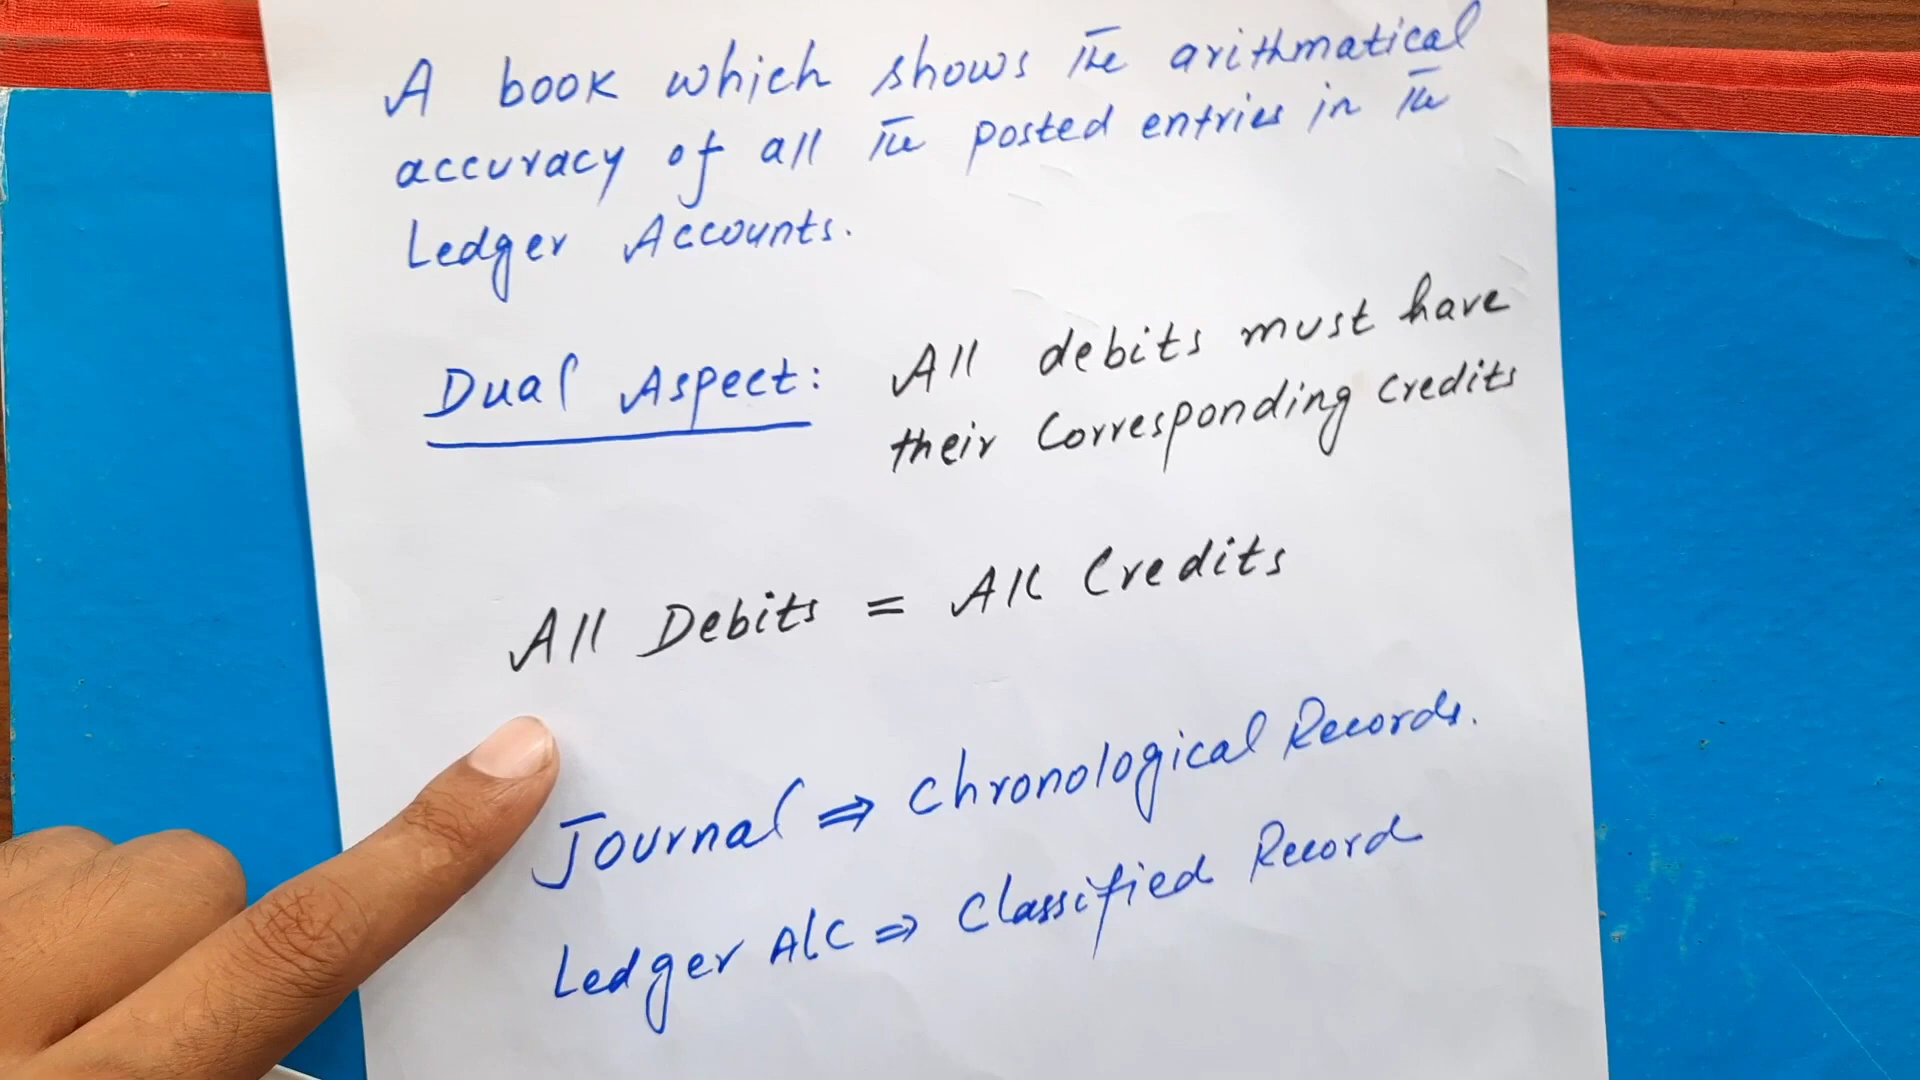 A book which shows the arithmatical
accuracy of all the posted entries in the
Ledger Accounts.
Dual Aspect: All debits must have
their Corresponding Credits
All Debits = All Credits
Journal ⇒ Chronological Records.
Ledger A/C ⇒ Classified Record